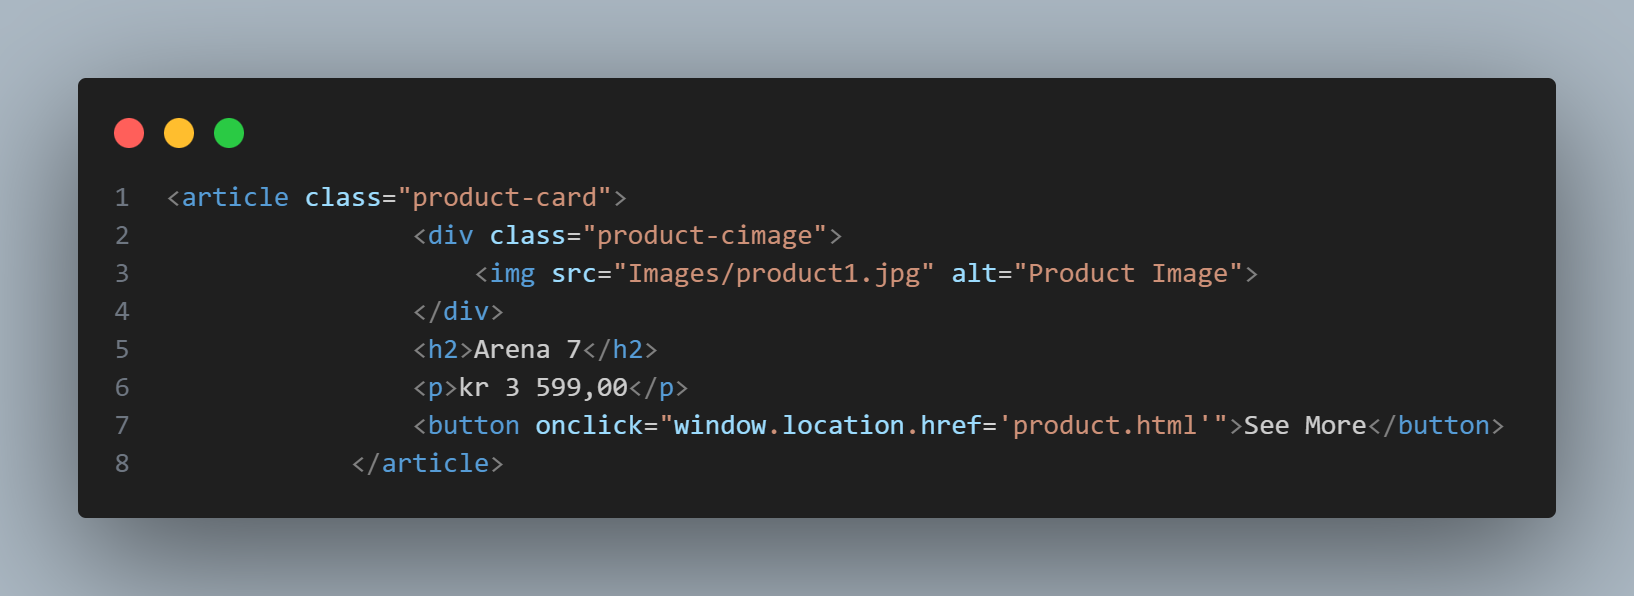 1 <article class="product-card">
2 <div class="product-cimage">
3 <img src="Images/product1.jpg" alt="Product Image">
4 </div>
5 <h2>Arena 7</h2>
6 <p>kr 3 599,00</p>
7 <button onclick="window.location.href='product.html'">See More</button>
8 </article>